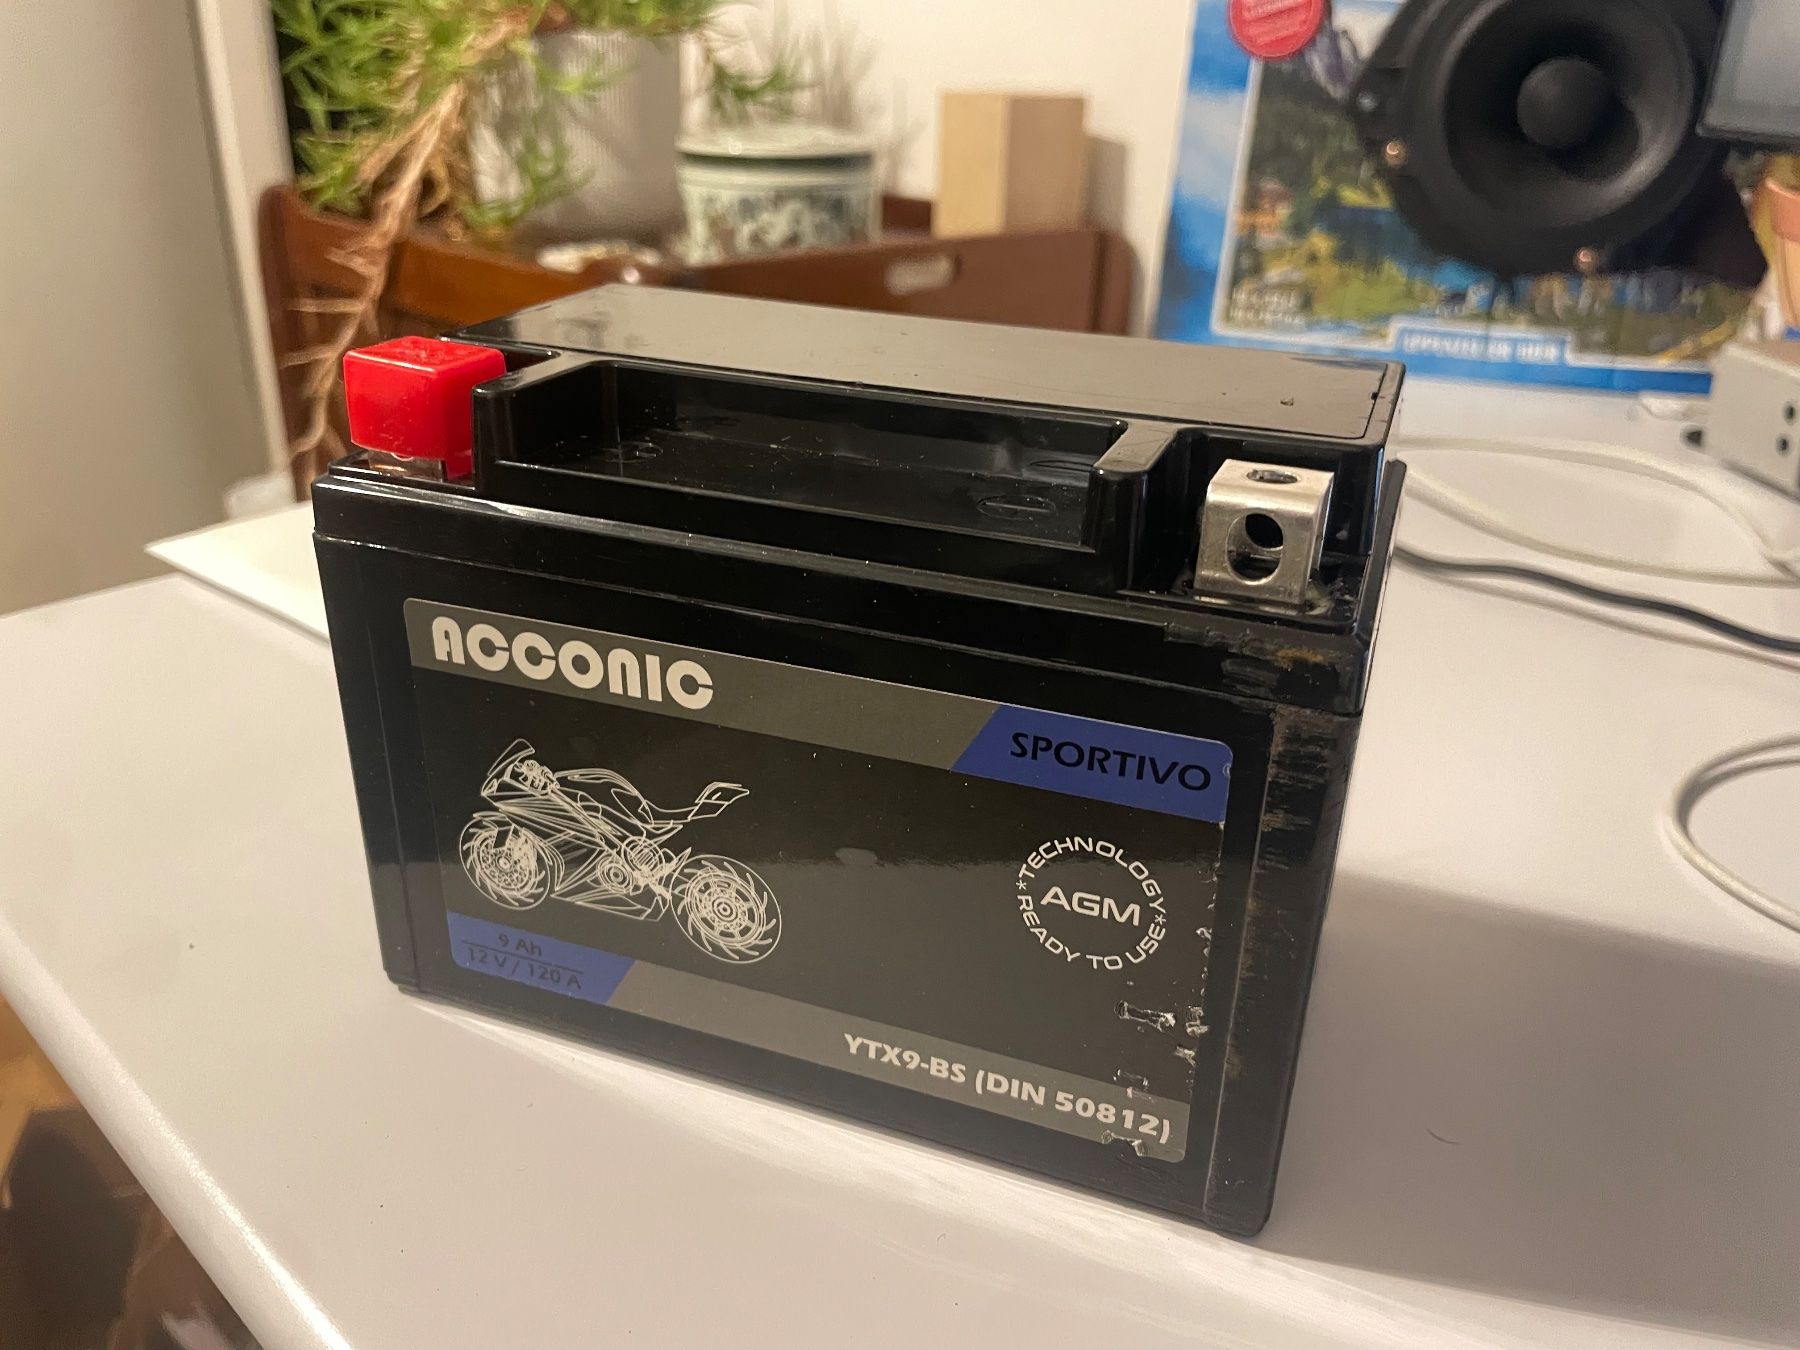 ACCONIC
SPORTIVO
*TECHNOLOGY*
AGM
READY TO USE
9 Ah
12 V / 120 A
YTX9-BS (DIN 50812)